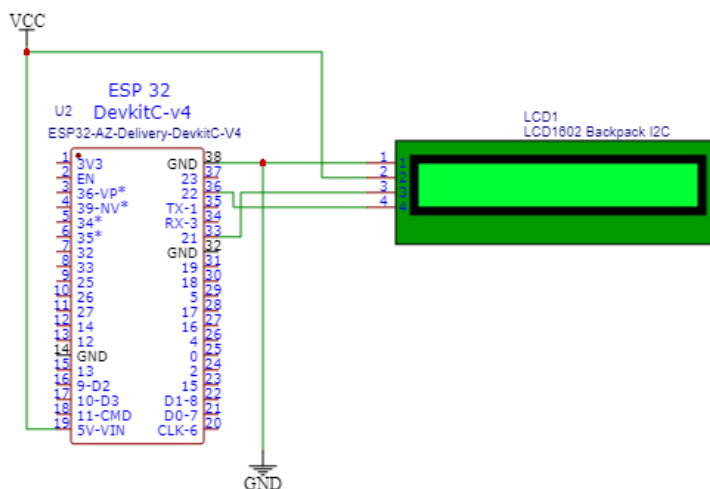 VCC
ESP 32
U2 DevkitC-v4
ESP32-AZ-Delivery-DevkitC-V4
LCD1
LCD1602 Backpack I2C
1 3V3 GND 38
2 EN 23 37
3 36-VP* 22 36
4 39-NV* TX-1 35
5 34* RX-3 34
6 35* 21 33
7 32 GND 32
8 33 19 31
9 25 18 30
10 26 5 29
11 27 17 28
12 14 16 27
13 12 4 26
14 GND 0 25
15 13 2 24
16 9-D2 15 23
17 10-D3 D1-8 22
18 11-CMD D0-7 21
19 5V-VIN CLK-6 20
1 1
2 2
3 3
4 4
GND